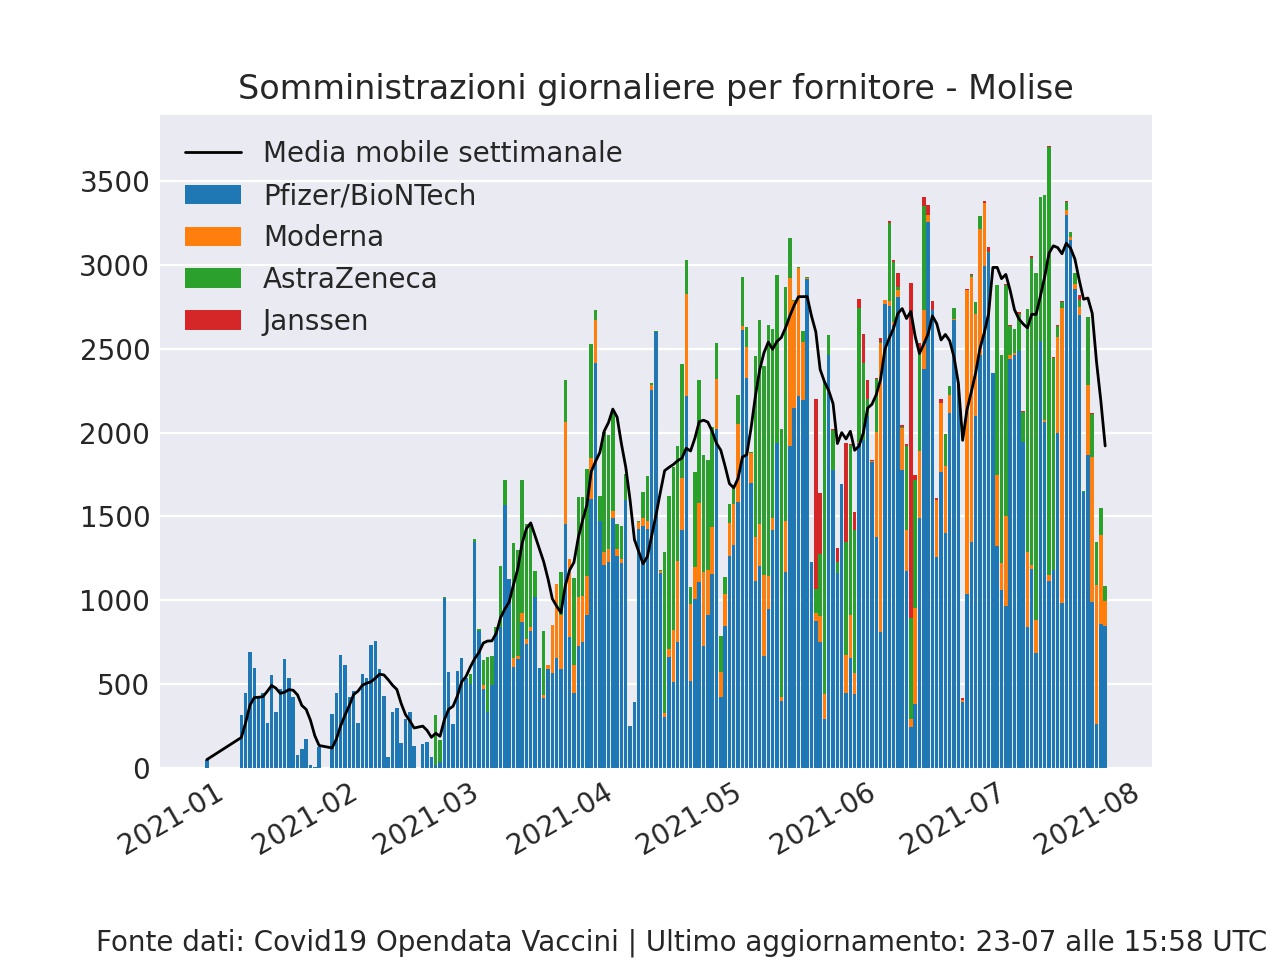 Somministrazioni giornaliere per fornitore - Molise
Media mobile settimanale
Pfizer/BioNTech
Moderna
AstraZeneca
Janssen
3500
3000
2500
2000
1500
1000
500
0
2021-01
2021-02
2021-03
2021-04
2021-05
2021-06
2021-07
2021-08
Fonte dati: Covid19 Opendata Vaccini | Ultimo aggiornamento: 23-07 alle 15:58 UTC